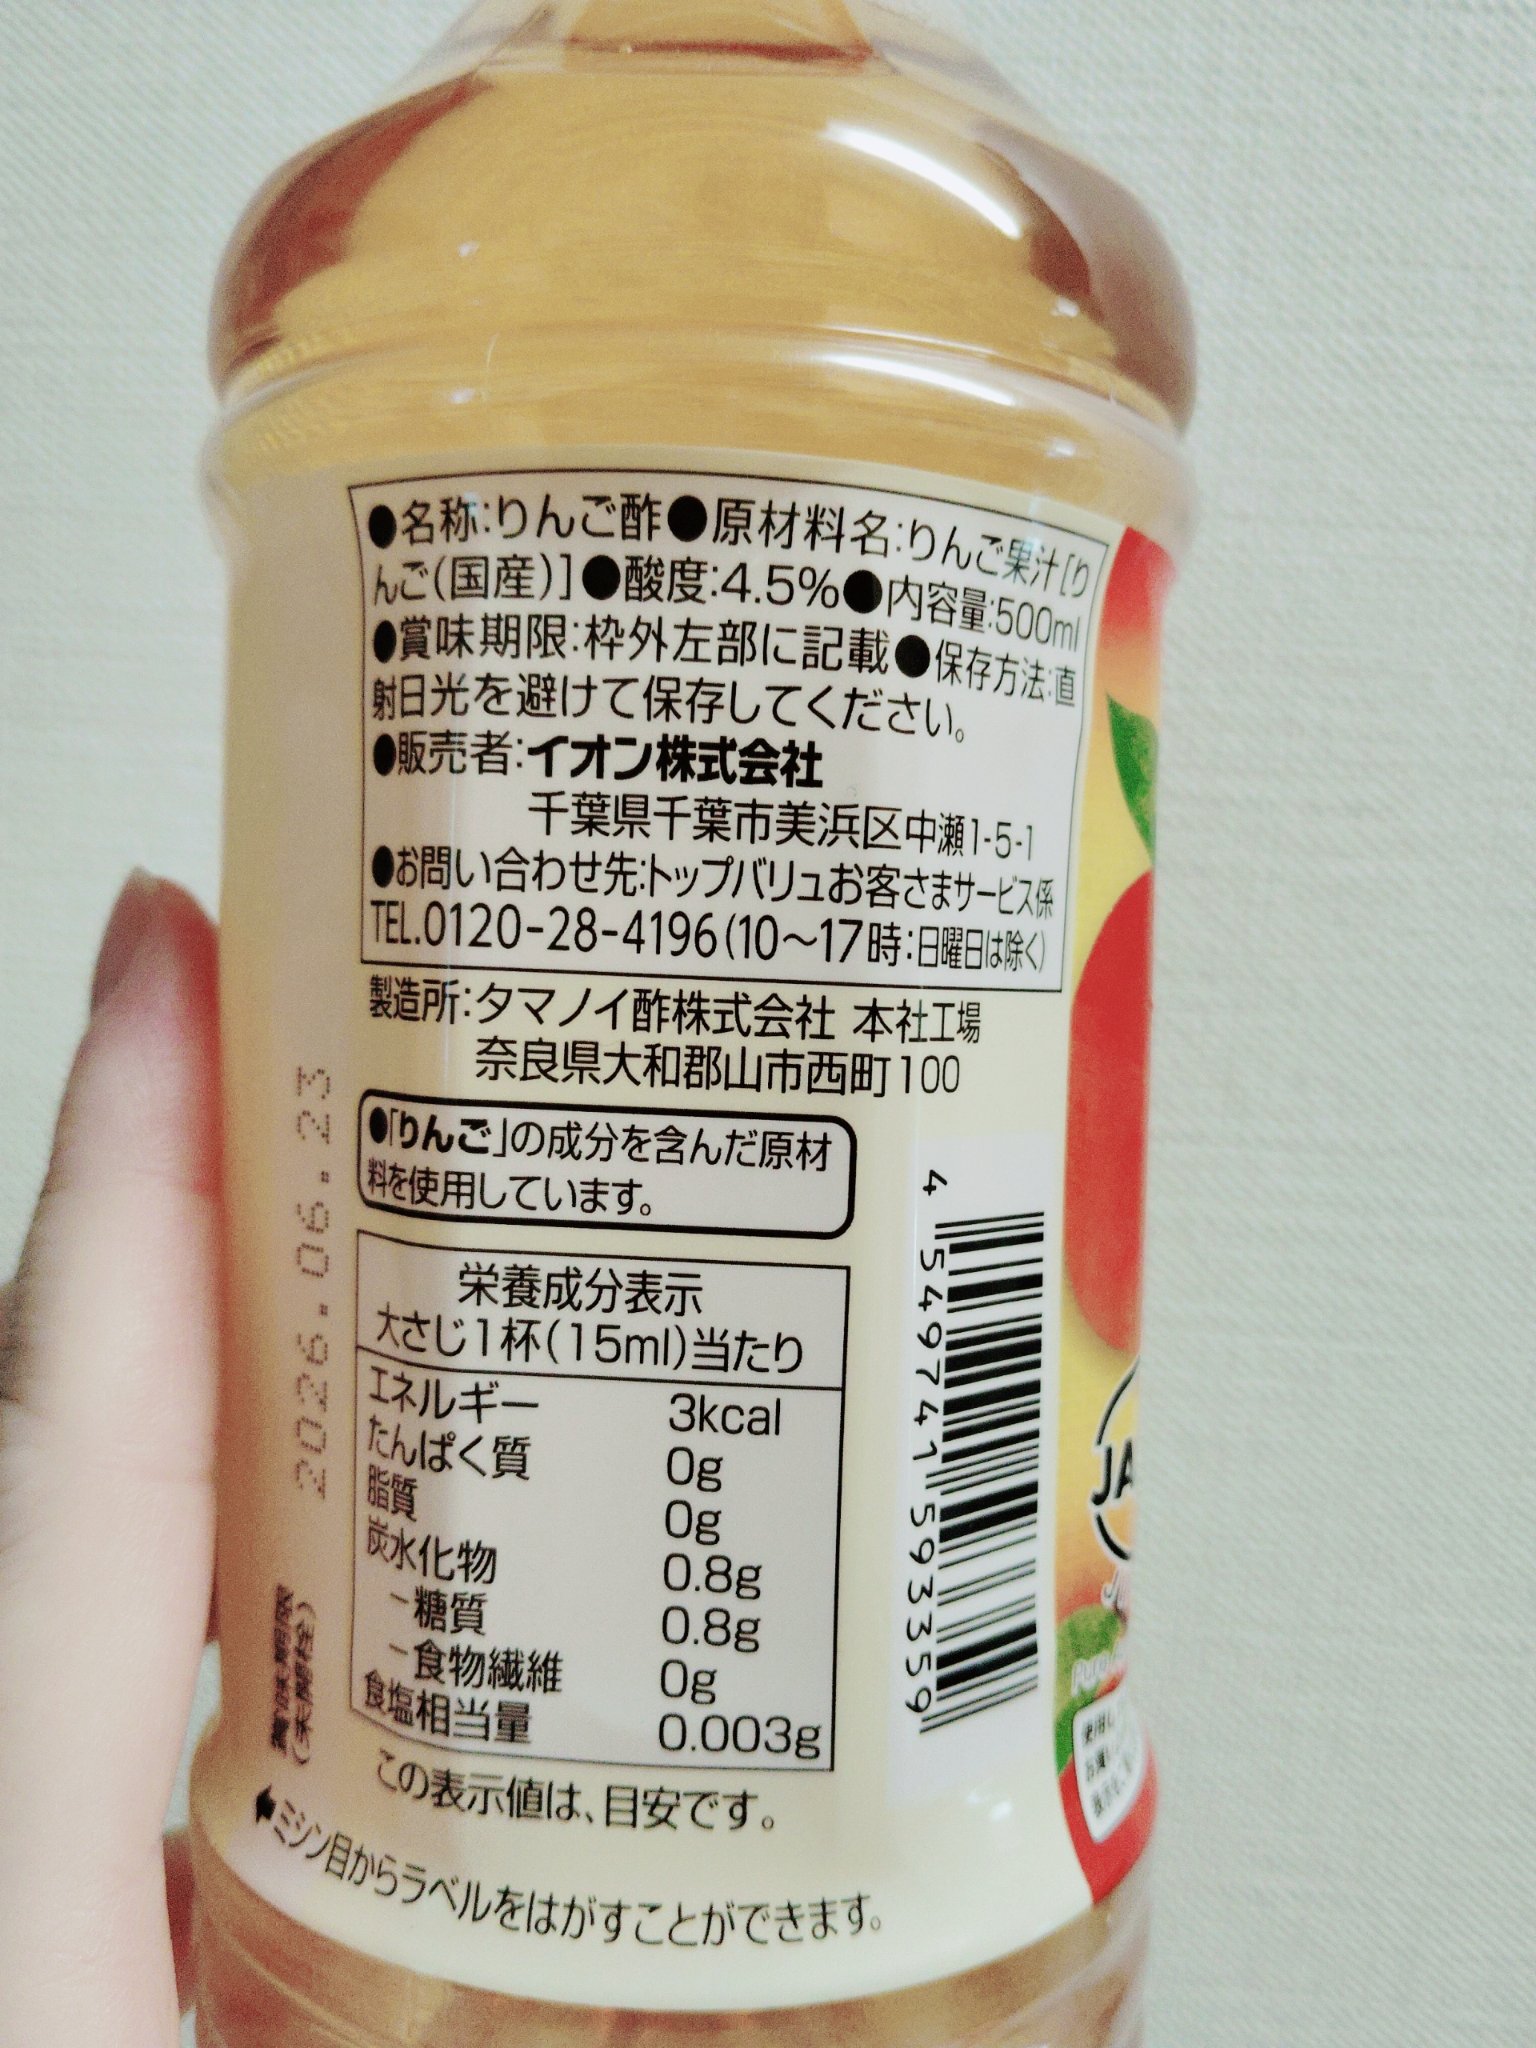 ●名称:りんご酢●原材料名:りんご果汁[り
んご(国産)]●酸度:4.5%●内容量:500ml
●賞味期限:枠外左部に記載●保存方法:直
射日光を避けて保存してください。
●販売者:イオン株式会社
千葉県千葉市美浜区中瀬1-5-1
●お問い合わせ先:トップバリュお客さまサービス係
TEL.0120-28-4196(10～17時:日曜日は除く)
製造所:タマノイ酢株式会社 本社工場
奈良県大和郡山市西町100
●「りんご」の成分を含んだ原材
料を使用しています。
栄養成分表示
大さじ1杯(15ml)当たり
エネルギー 3kcal
たんぱく質 0g
脂質 0g
炭水化物 0.8g
-糖質 0.8g
-食物繊維 0g
食塩相当量 0.003g
この表示値は、目安です。
ミシン目からラベルをはがすことができます。
賞味期限
(未開栓)
2026.06.23
4 549741 593359
JA